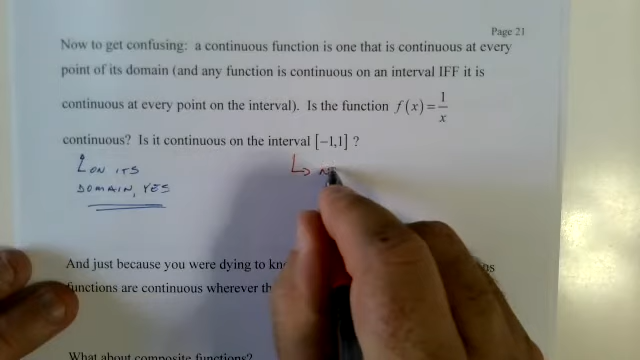 Page 21
Now to get confusing: a continuous function is one that is continuous at every
point of its domain (and any function is continuous on an interval IFF it is
continuous at every point on the interval). Is the function f(x) = 1/x
continuous? Is it continuous on the interval [−1,1] ?
ON ITS
DOMAIN, YES
And just because you were dying to
functions are continuous wherever
What about composite functions?